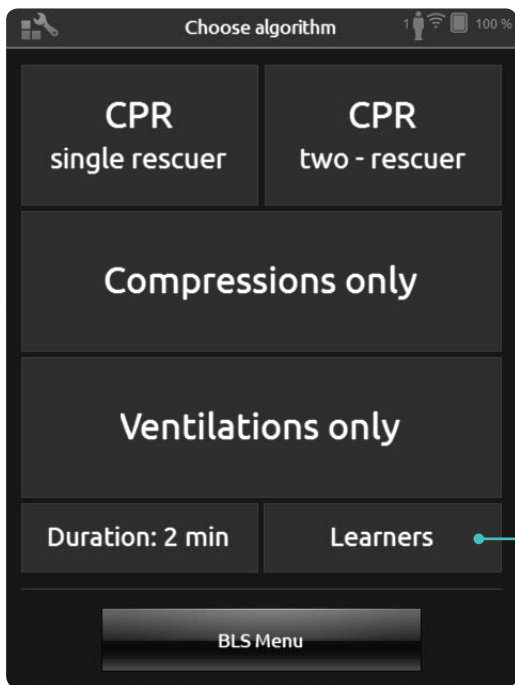 Choose algorithm 1 100 %
CPR
single rescuer
CPR
two - rescuer
Compressions only
Ventilations only
Duration: 2 min
Learners
BLS Menu